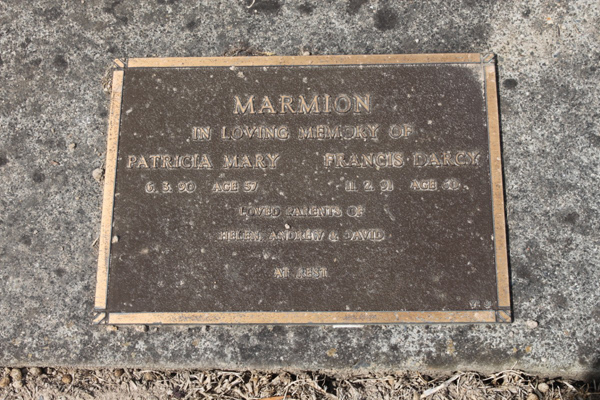 MARMION
IN LOVING MEMORY OF
PATRICIA MARY FRANCIS DARCY
6. 3. 90 AGE 57 11. 2. 91 AGE
LOVED PARENTS OF
HELEN, ANDREW & DAVID
AT REST